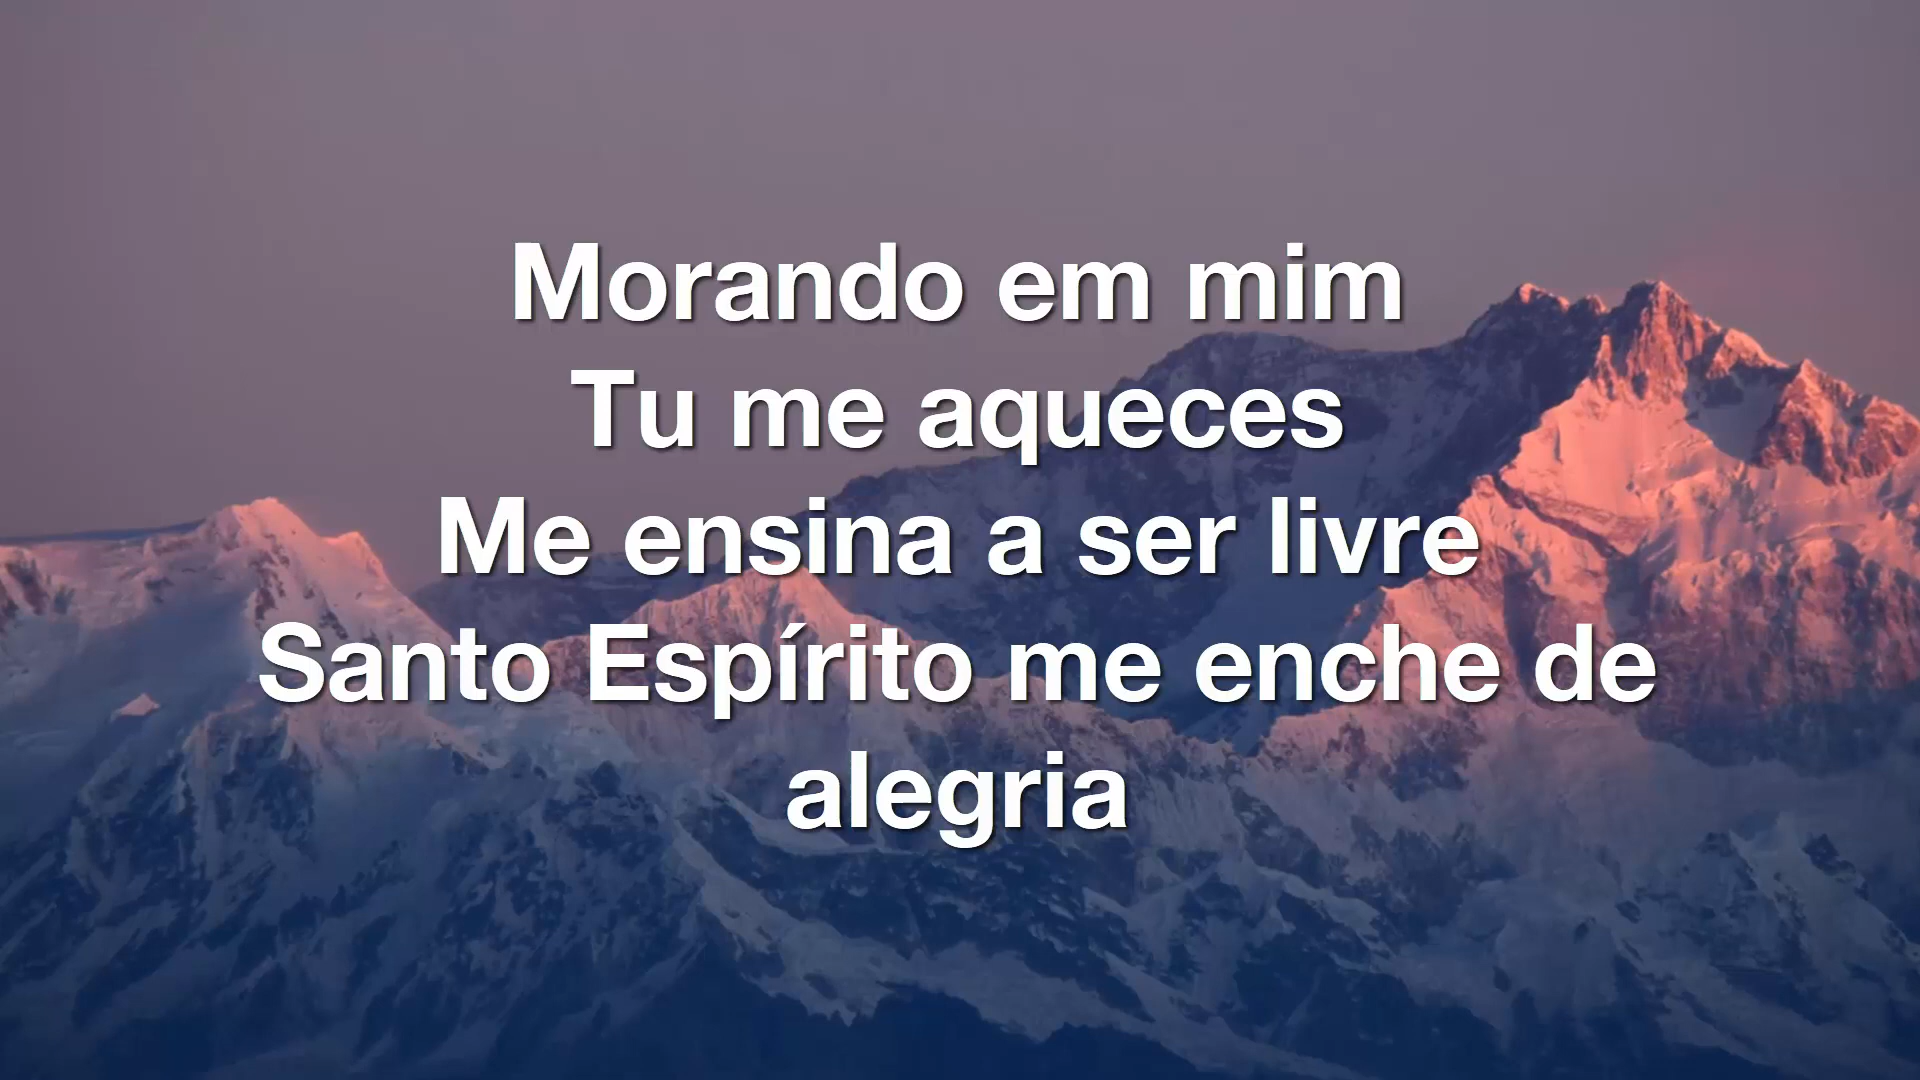 Morando em mim
Tu me aqueces
Me ensina a ser livre
Santo Espírito me enche de
alegria